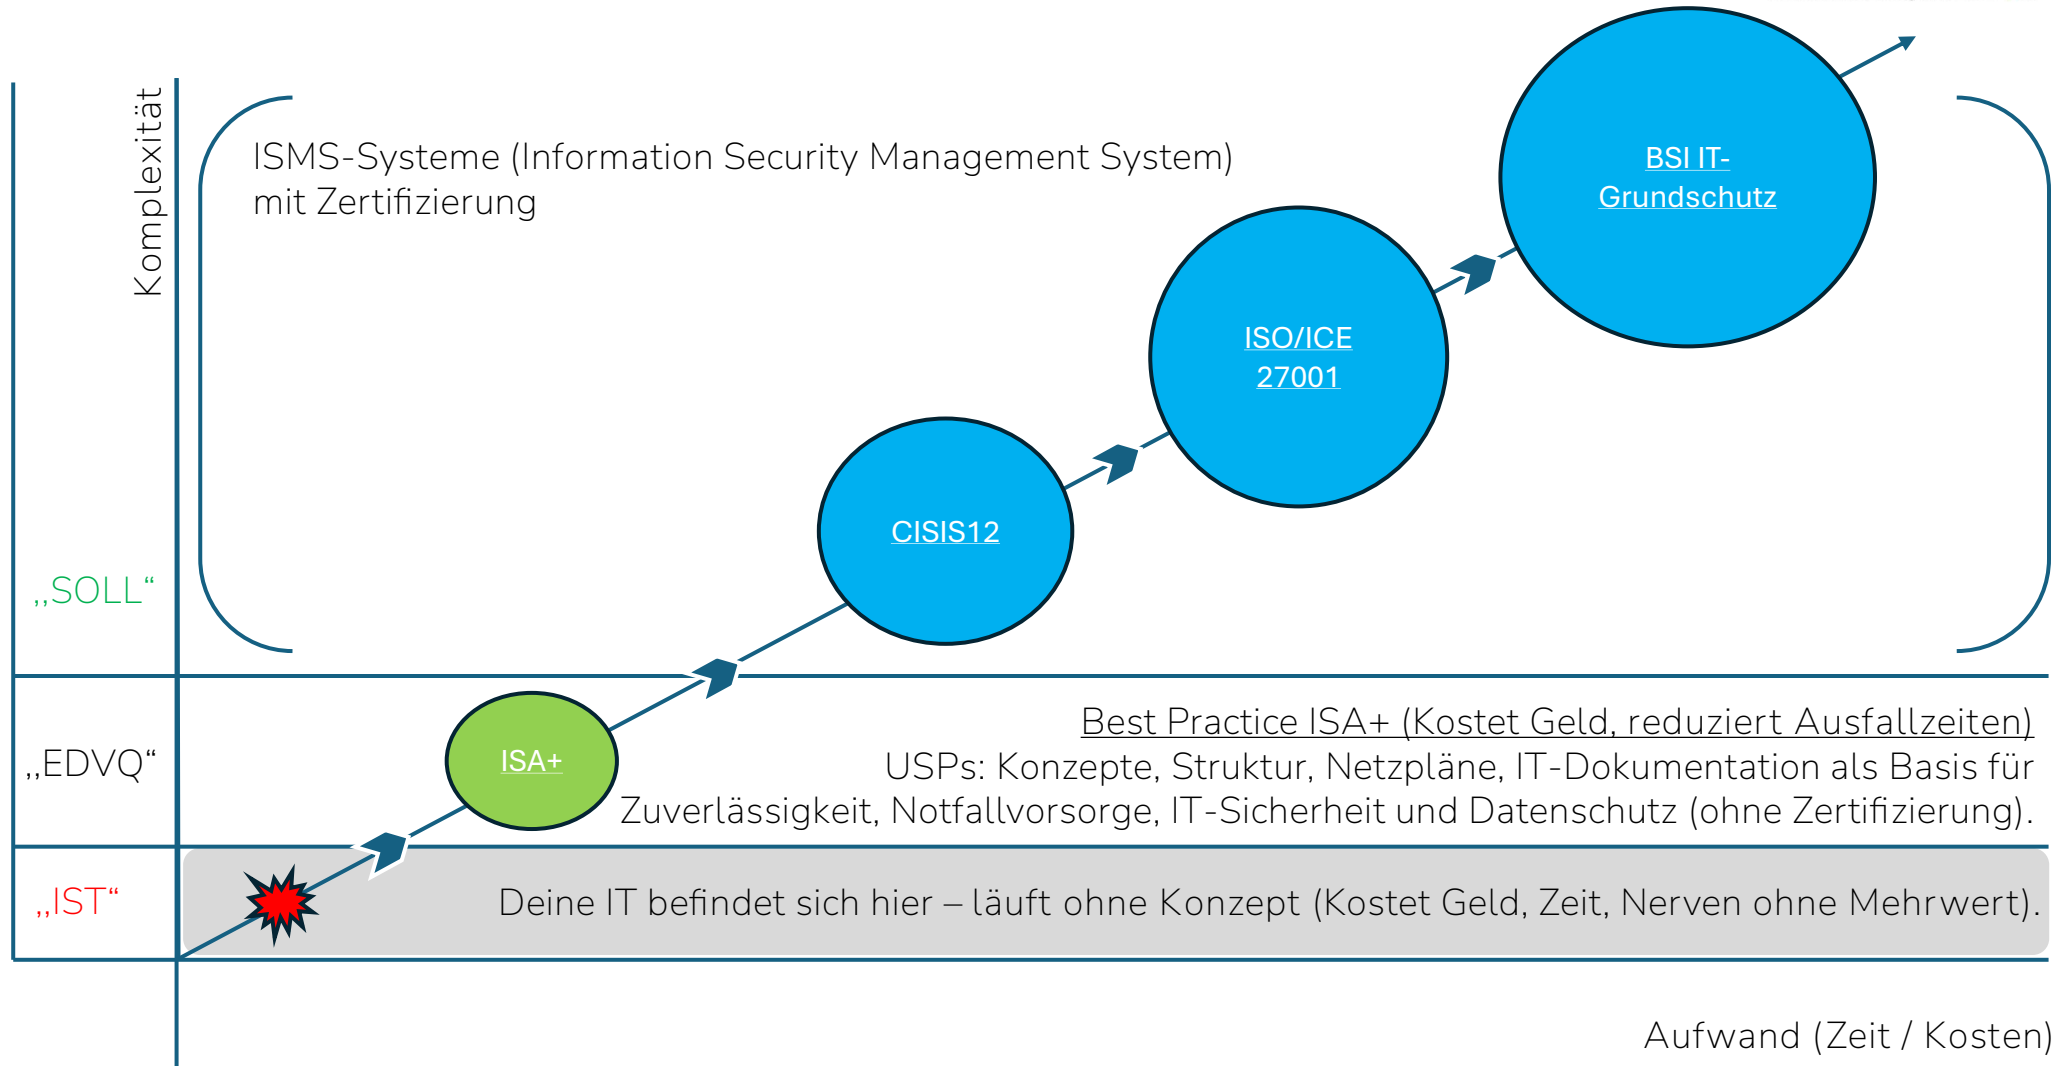 Komplexität
ISMS-Systeme (Information Security Management System)
mit Zertifizierung
BSI IT-
Grundschutz
ISO/ICE
27001
CISIS12
„SOLL“
„EDVQ“
ISA+
Best Practice ISA+ (Kostet Geld, reduziert Ausfallzeiten)
USPs: Konzepte, Struktur, Netzpläne, IT-Dokumentation als Basis für
Zuverlässigkeit, Notfallvorsorge, IT-Sicherheit und Datenschutz (ohne Zertifizierung).
„IST“
Deine IT befindet sich hier – läuft ohne Konzept (Kostet Geld, Zeit, Nerven ohne Mehrwert).
Aufwand (Zeit / Kosten)